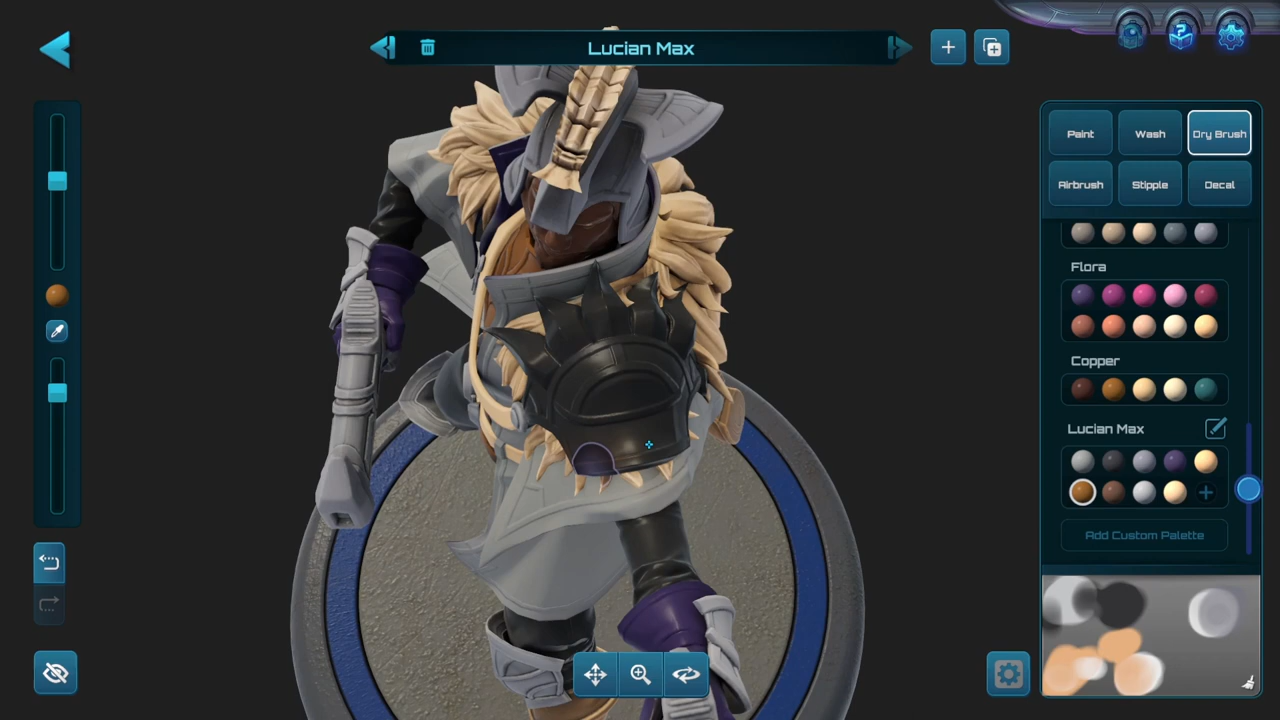 Lucian Max
Paint
Wash
Dry Brush
Airbrush
Stipple
Decal
Flora
Copper
Lucian Max
Add Custom Palette